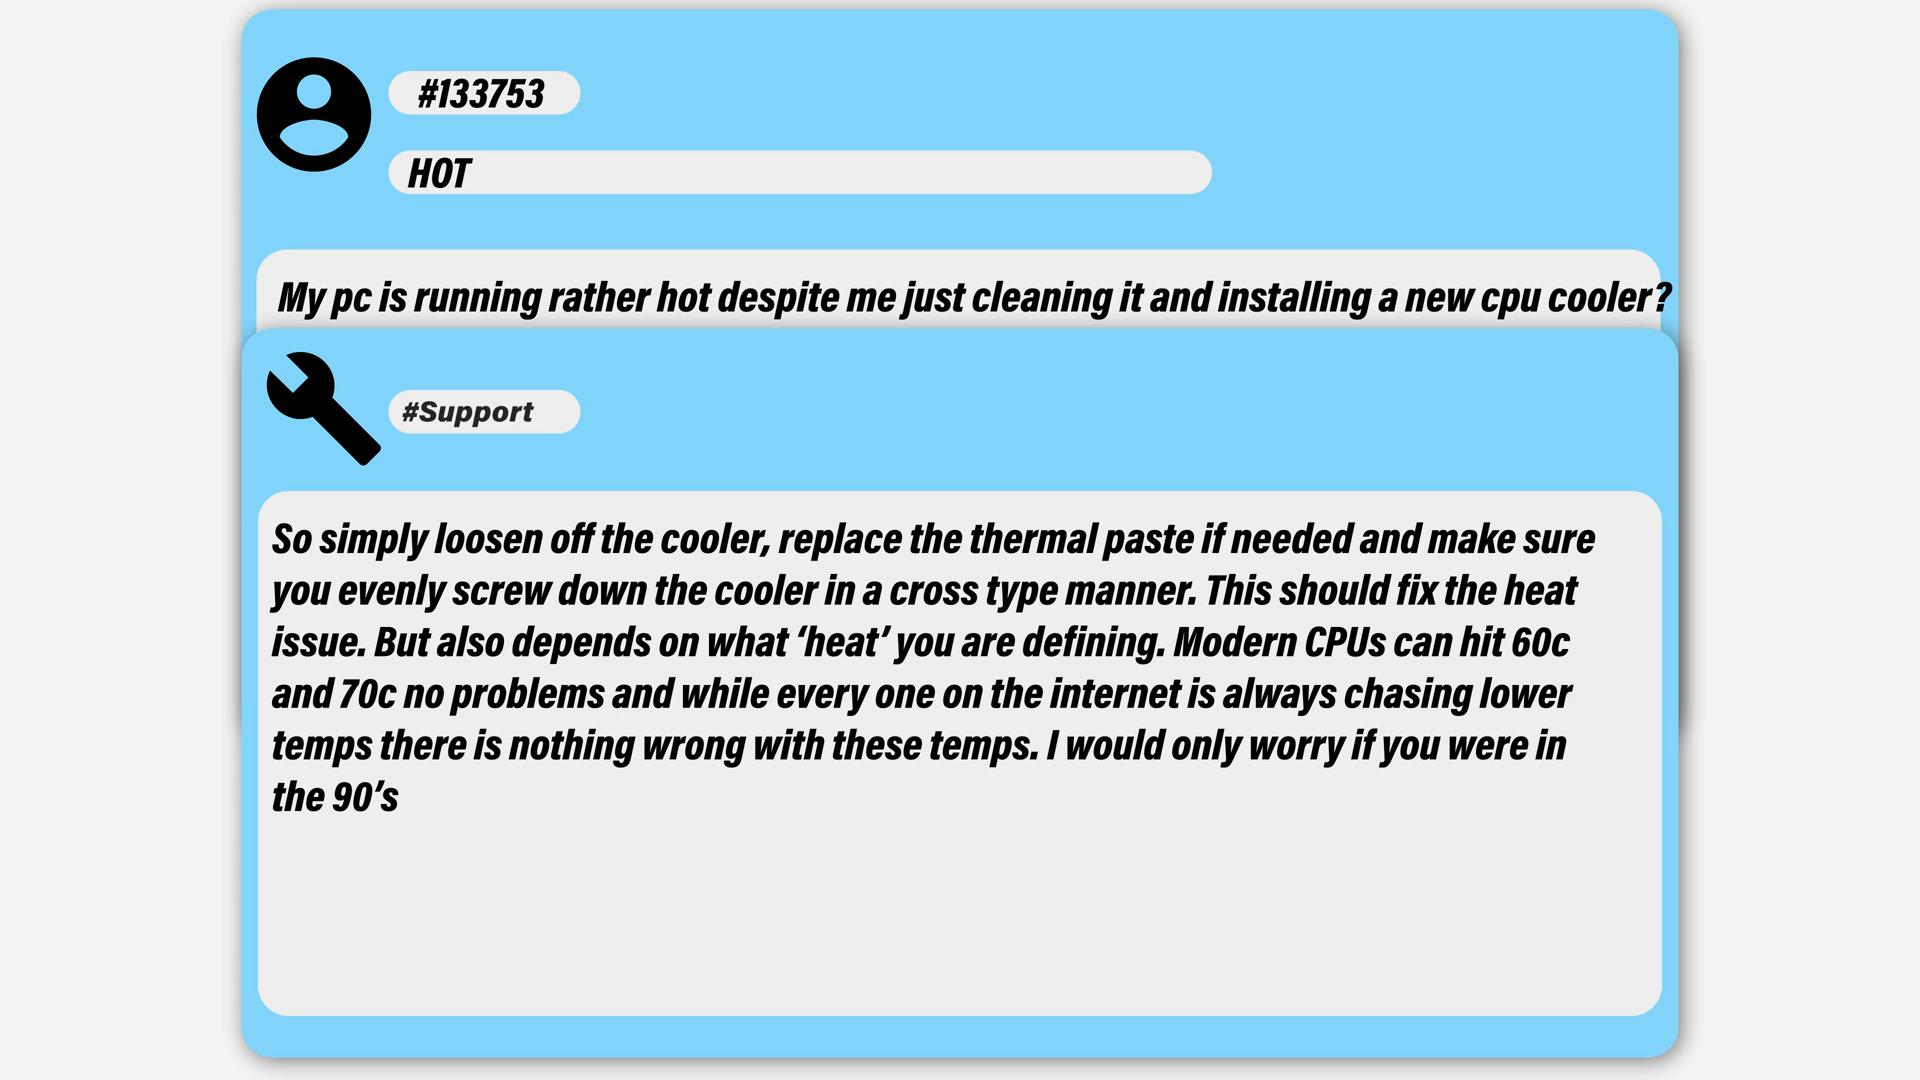 #133753
HOT
My pc is running rather hot despite me just cleaning it and installing a new cpu cooler?
#Support
So simply loosen off the cooler, replace the thermal paste if needed and make sure
you evenly screw down the cooler in a cross type manner. This should fix the heat
issue. But also depends on what ‘heat’ you are defining. Modern CPUs can hit 60c
and 70c no problems and while every one on the internet is always chasing lower
temps there is nothing wrong with these temps. I would only worry if you were in
the 90’s